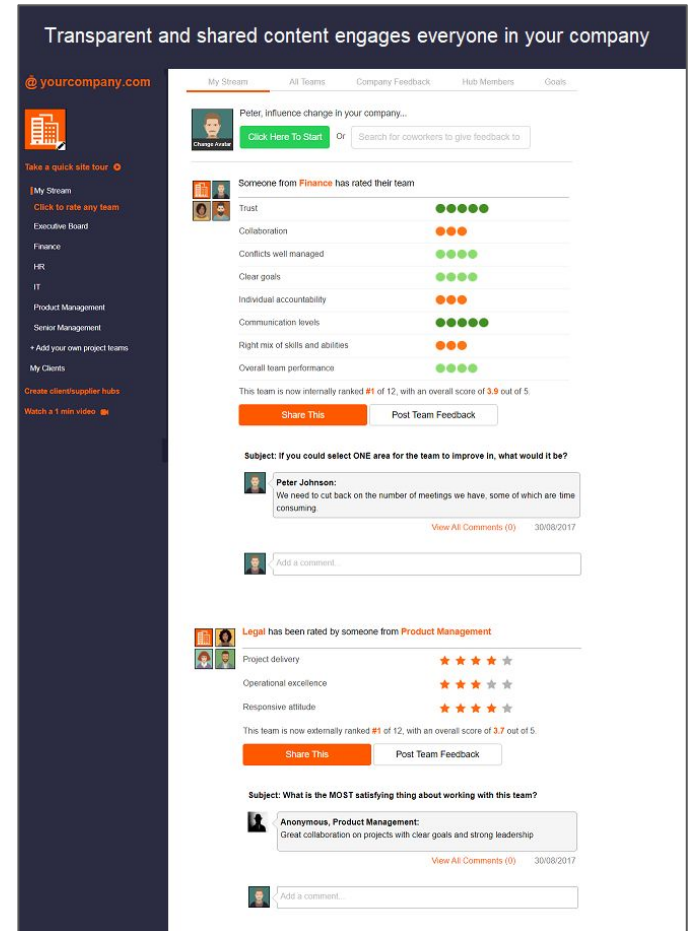 Transparent and shared content engages everyone in your company
@ yourcompany.com
Take a quick site tour
My Stream
Click to rate any team
Executive Board
Finance
HR
IT
Product Management
Senior Management
+ Add your own project teams
My Clients
Create client/supplier hubs
Watch a 1 min video
My Stream All Teams Company Feedback Hub Members Goals
Peter, influence change in your company...
Change Avatar
Click Here To Start Or Search for coworkers to give feedback to
Someone from Finance has rated their team
Trust
Collaboration
Conflicts well managed
Clear goals
Individual accountability
Communication levels
Right mix of skills and abilities
Overall team performance
This team is now internally ranked #1 of 12, with an overall score of 3.9 out of 5.
Share This Post Team Feedback
Subject: If you could select ONE area for the team to improve in, what would it be?
Peter Johnson:
We need to cut back on the number of meetings we have, some of which are time
consuming.
View All Comments (0) 30/08/2017
Add a comment...
Legal has been rated by someone from Product Management
Project delivery
Operational excellence
Responsive attitude
This team is now externally ranked #1 of 12, with an overall score of 3.7 out of 5.
Share This Post Team Feedback
Subject: What is the MOST satisfying thing about working with this team?
Anonymous, Product Management:
Great collaboration on projects with clear goals and strong leadership
View All Comments (0) 30/08/2017
Add a comment...